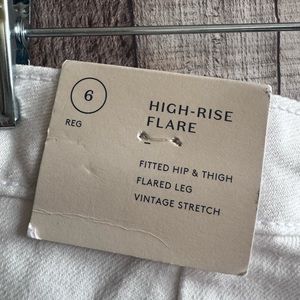 6
REG
HIGH-RISE
FLARE
FITTED HIP & THIGH
FLARED LEG
VINTAGE STRETCH